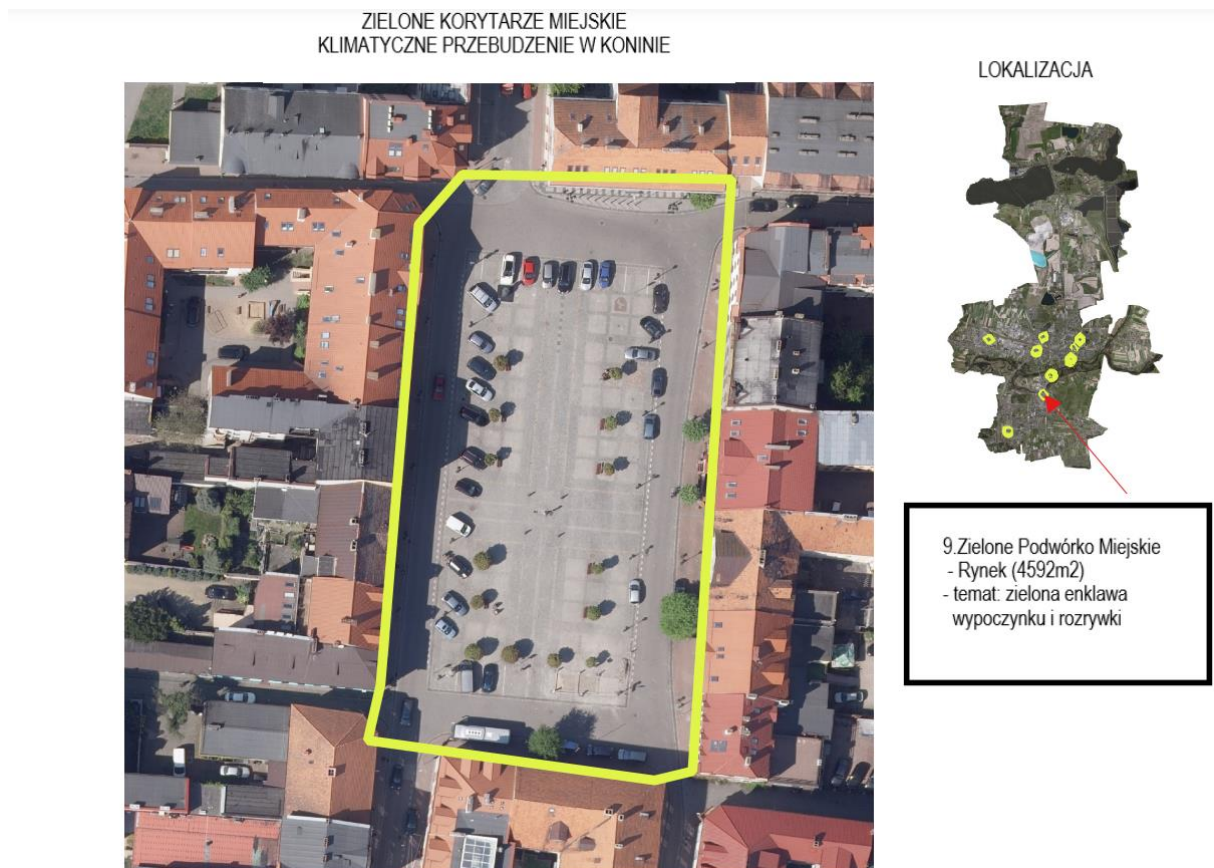 ZIELONE KORYTARZE MIEJSKIE
KLIMATYCZNE PRZEBUDZENIE W KONINIE
LOKALIZACJA
9.Zielone Podwórko Miejskie
- Rynek (4592m2)
- temat: zielona enklawa
wypoczynku i rozrywki